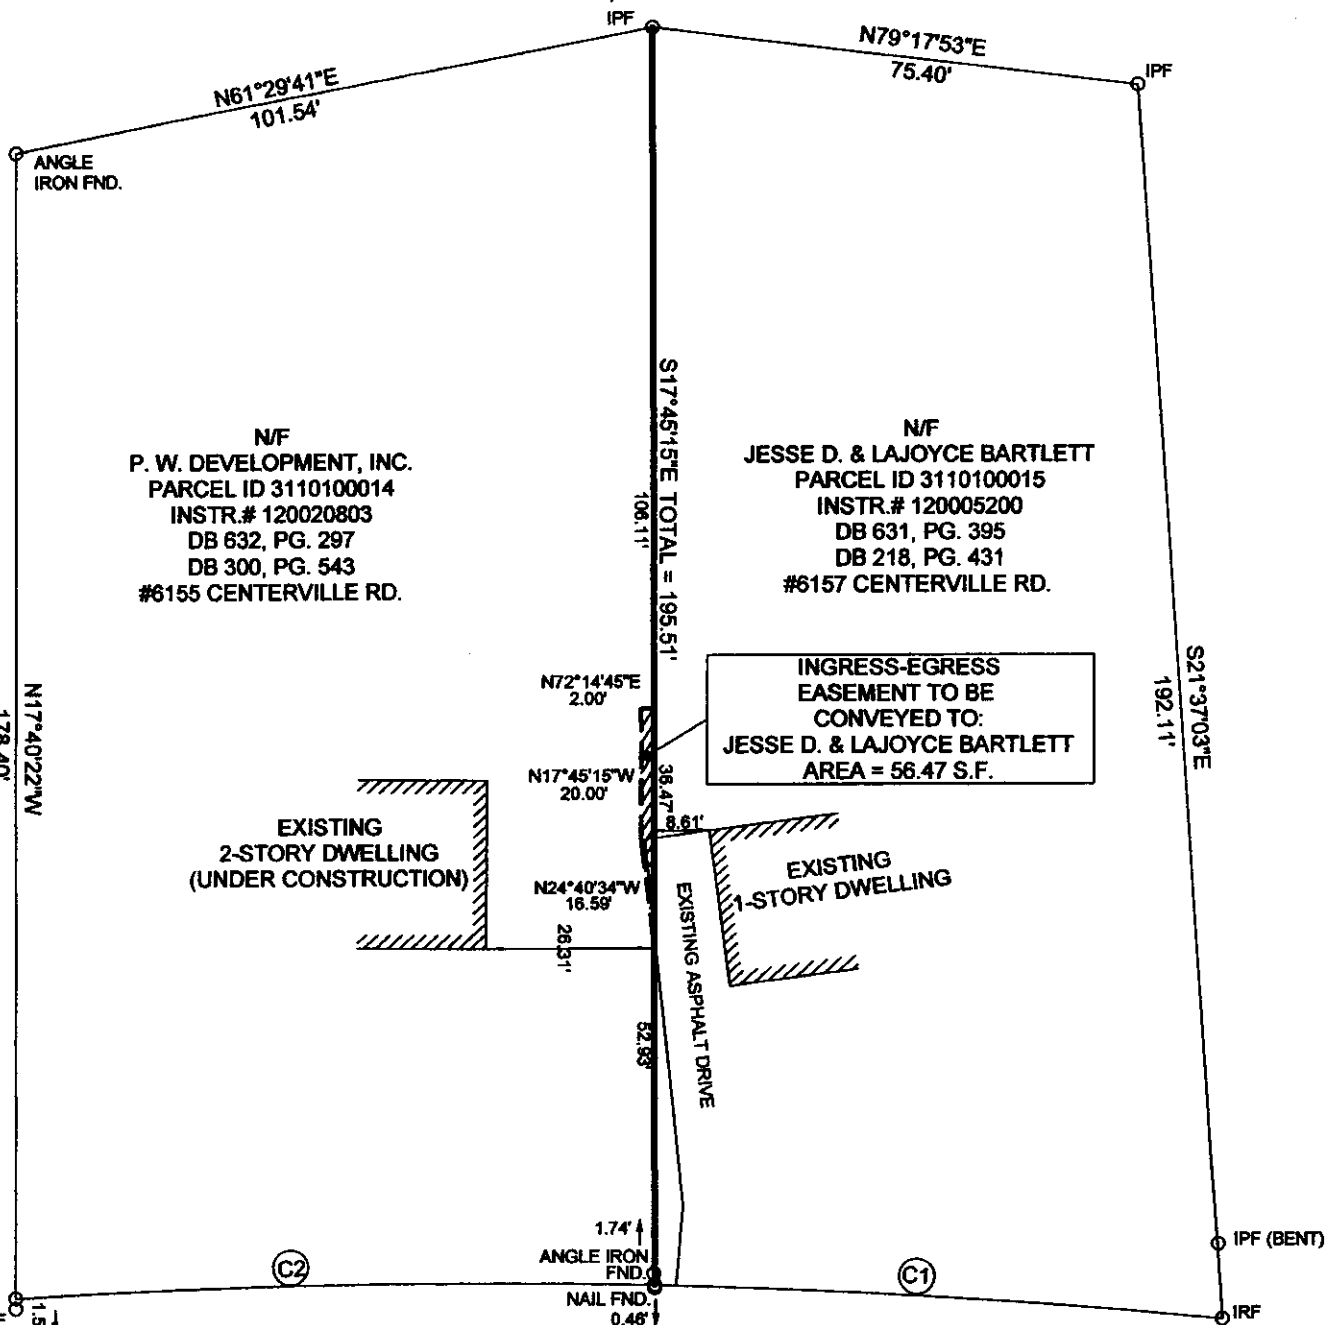 IPF
N79°17'53"E
75.40'
IPF
N61°29'41"E
101.54'
ANGLE
IRON FND.
S17°45'15"E TOTAL = 195.51'
106.11'
N/F
P. W. DEVELOPMENT, INC.
PARCEL ID 3110100014
INSTR.# 120020803
DB 632, PG. 297
DB 300, PG. 543
#6155 CENTERVILLE RD.
N/F
JESSE D. & LAJOYCE BARTLETT
PARCEL ID 3110100015
INSTR.# 120005200
DB 631, PG. 395
DB 218, PG. 431
#6157 CENTERVILLE RD.
N17°40'22"W
178.40'
S21°37'03"E
192.11'
N72°14'45"E
2.00'
INGRESS-EGRESS
EASEMENT TO BE
CONVEYED TO:
JESSE D. & LAJOYCE BARTLETT
AREA = 56.47 S.F.
N17°45'15"W
20.00'
36.47'
8.61'
EXISTING
2-STORY DWELLING
(UNDER CONSTRUCTION)
EXISTING
1-STORY DWELLING
N24°40'34"W
16.59'
26.31'
EXISTING ASPHALT DRIVE
52.93'
1.74'
ANGLE IRON
FND.
NAIL FND.
0.46'
C2
C1
IPF (BENT)
IRF
1.5